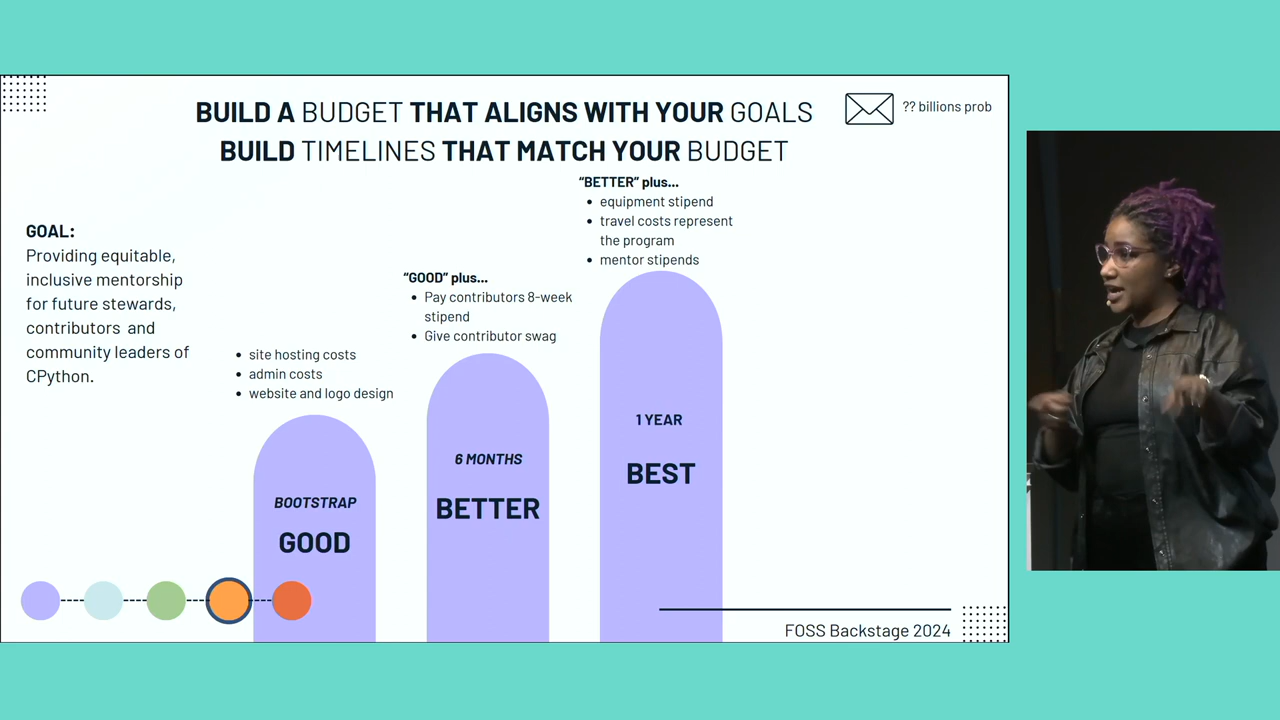 BUILD A BUDGET THAT ALIGNS WITH YOUR GOALS
BUILD TIMELINES THAT MATCH YOUR BUDGET
?? billions prob
GOAL:
Providing equitable,
inclusive mentorship
for future stewards,
contributors and
community leaders of
CPython.
• site hosting costs
• admin costs
• website and logo design
BOOTSTRAP
GOOD
“GOOD” plus...
• Pay contributors 8-week
stipend
• Give contributor swag
6 MONTHS
BETTER
“BETTER” plus...
• equipment stipend
• travel costs represent
the program
• mentor stipends
1 YEAR
BEST
FOSS Backstage 2024